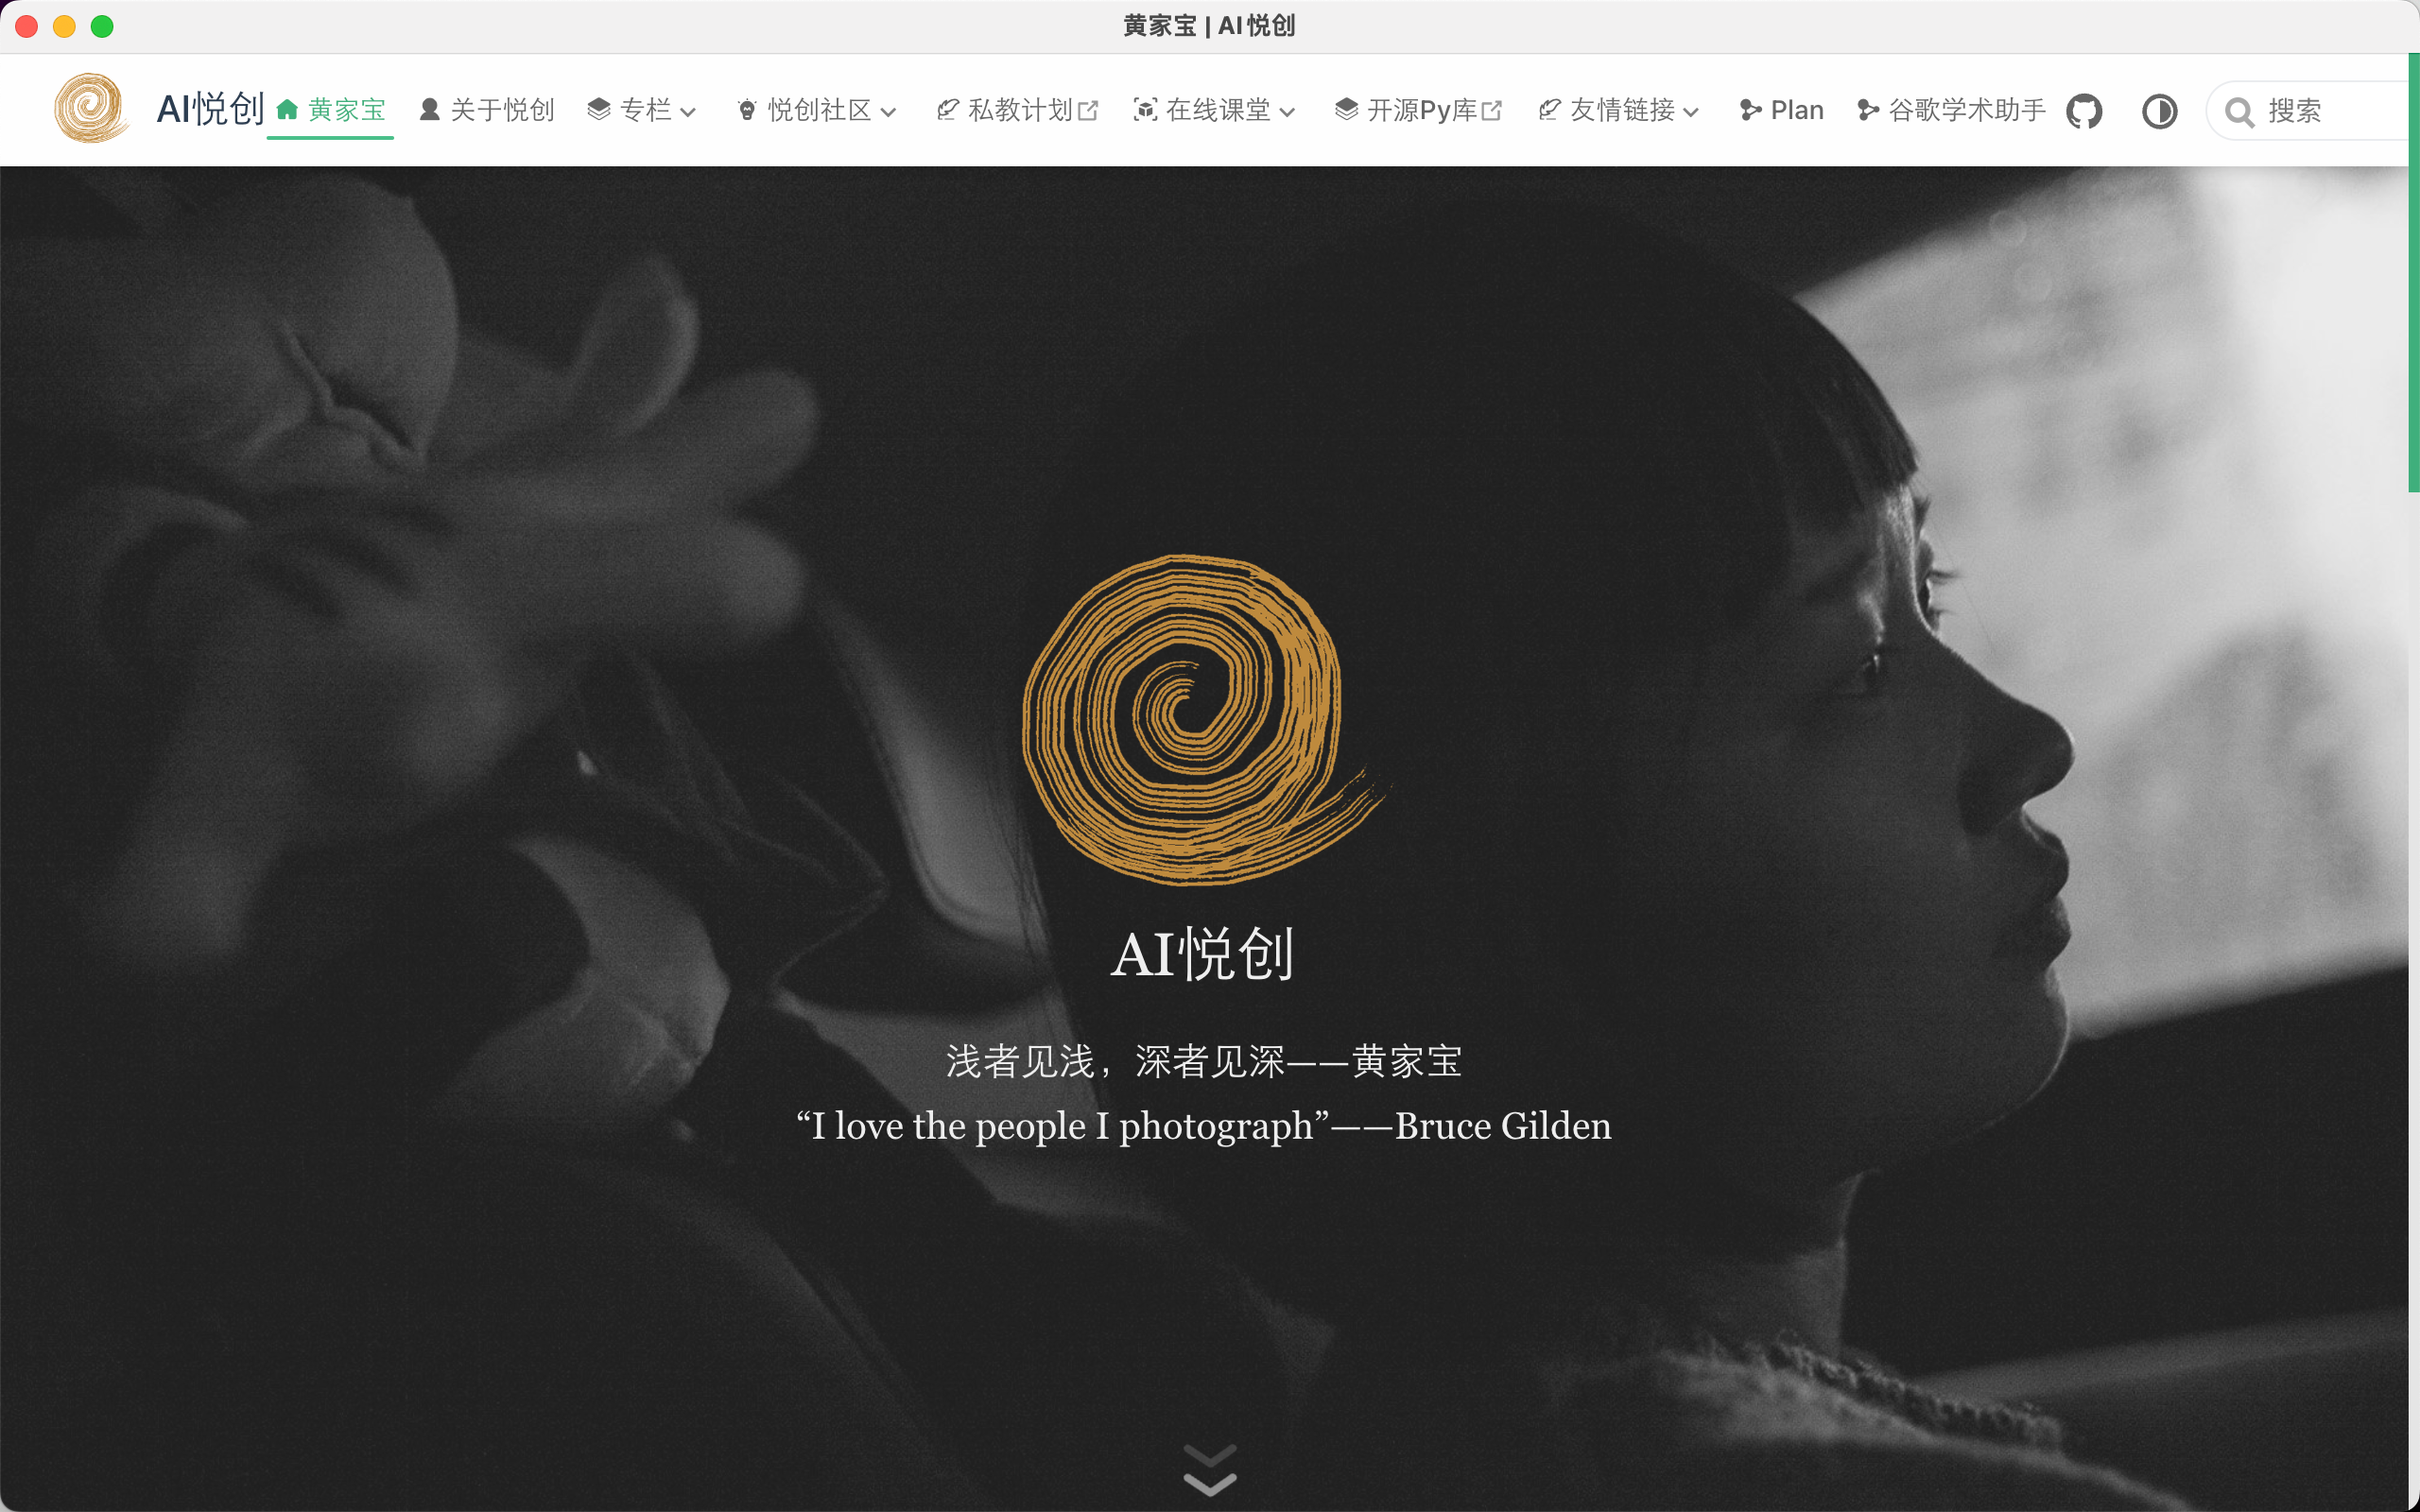 黄家宝 | AI悦创
AI悦创 黄家宝 关于悦创 专栏 悦创社区 私教计划 在线课堂 开源Py库 友情链接 Plan 谷歌学术助手 搜索
AI悦创
浅者见浅，深者见深——黄家宝
“I love the people I photograph”——Bruce Gilden